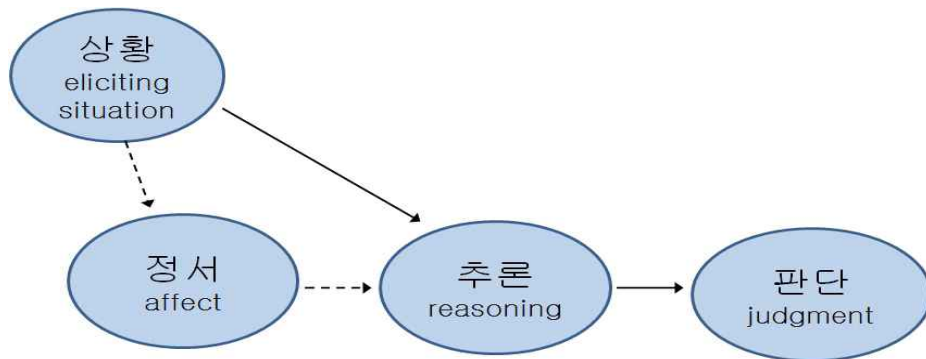 상황
eliciting
situation
정서
affect
추론
reasoning
판단
judgment